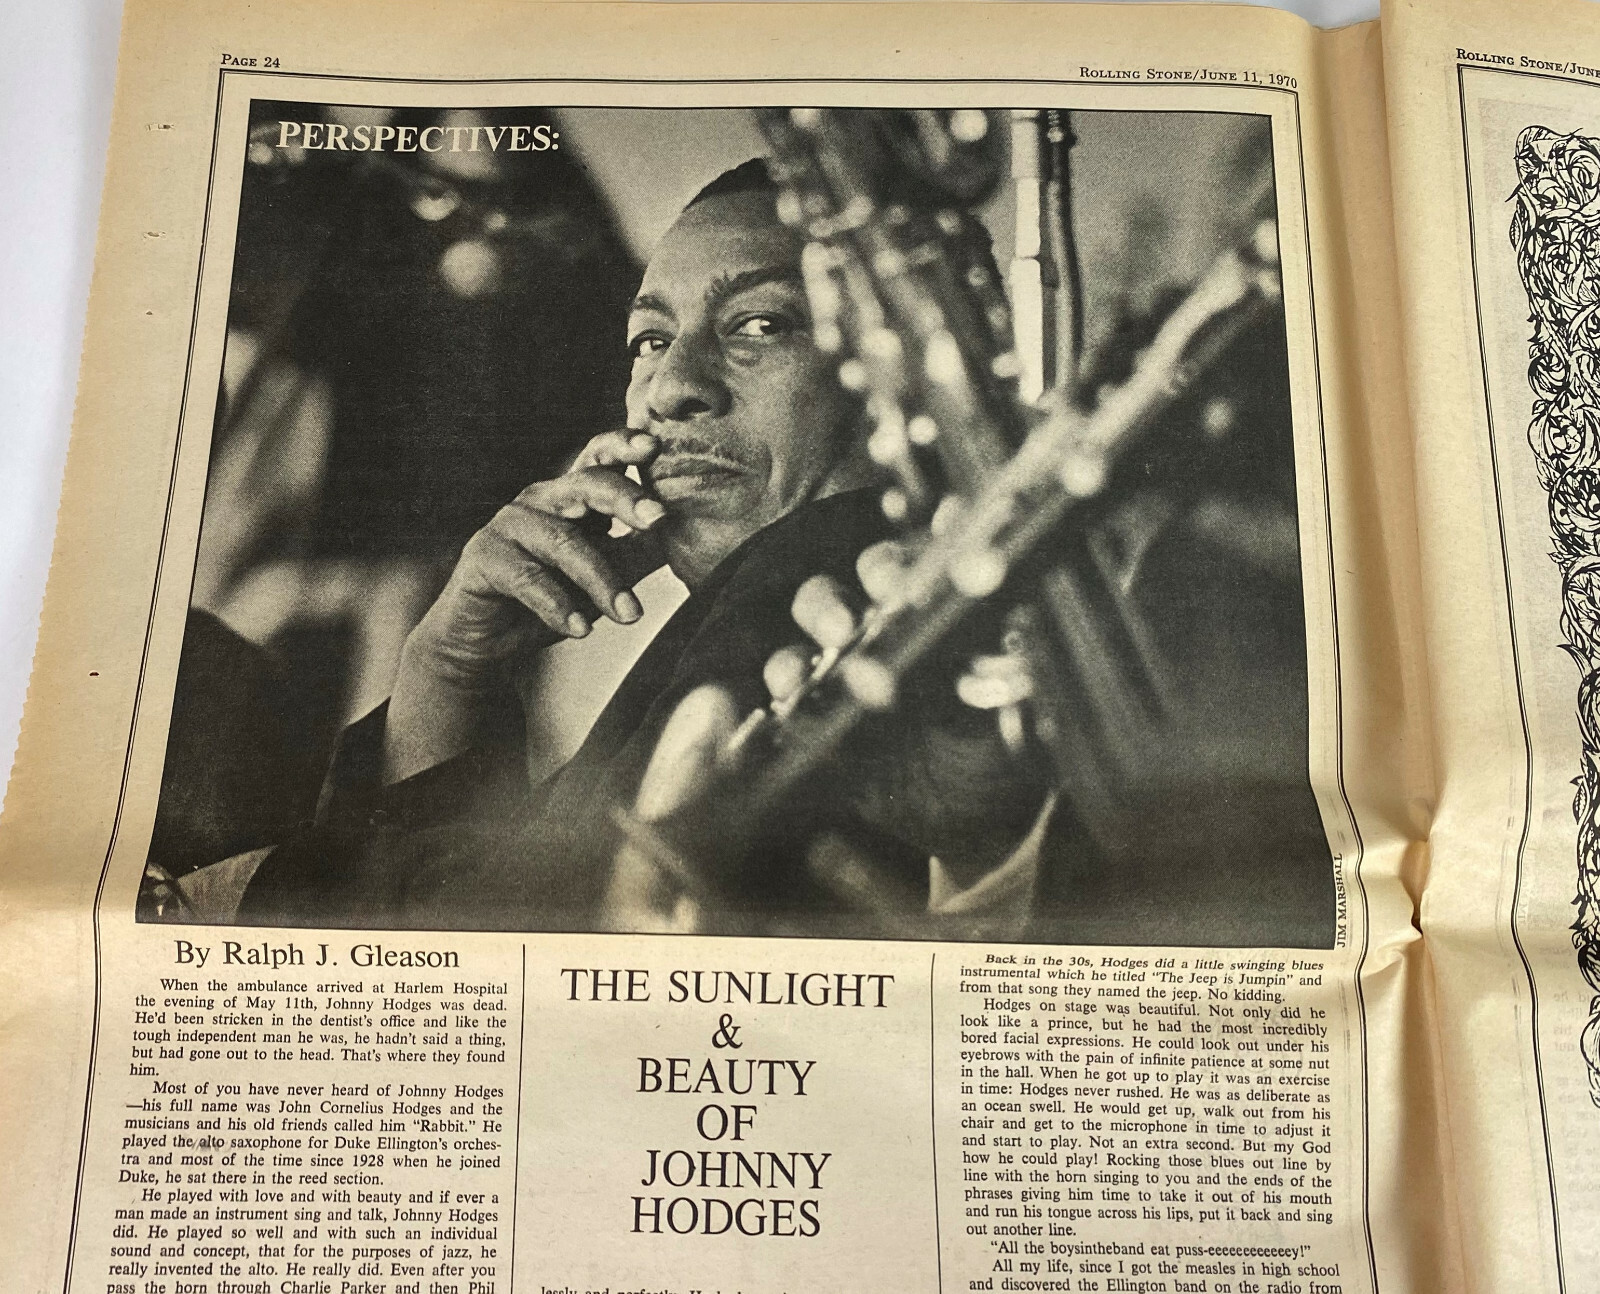 PAGE 24
ROLLING STONE/JUNE 11, 1970
ROLLING STONE/JUNE
PERSPECTIVES:
JIM MARSHALL
By Ralph J. Gleason
When the ambulance arrived at Harlem Hospital
the evening of May 11th, Johnny Hodges was dead.
He'd been stricken in the dentist's office and like the
tough independent man he was, he hadn't said a thing,
but had gone out to the head. That's where they found
him.
Most of you have never heard of Johnny Hodges
—his full name was John Cornelius Hodges and the
musicians and his old friends called him "Rabbit." He
played the alto saxophone for Duke Ellington's orches-
tra and most of the time since 1928 when he joined
Duke, he sat there in the reed section.
He played with love and with beauty and if ever a
man made an instrument sing and talk, Johnny Hodges
did. He played so well and with such an individual
sound and concept, that for the purposes of jazz, he
really invented the alto. He really did. Even after you
pass the horn through Charlie Parker and then Phil
THE SUNLIGHT
&
BEAUTY
OF
JOHNNY
HODGES
lessly and perfectly.
Back in the 30s, Hodges did a little swinging blues
instrumental which he titled "The Jeep is Jumpin" and
from that song they named the jeep. No kidding.
Hodges on stage was beautiful. Not only did he
look like a prince, but he had the most incredibly
bored facial expressions. He could look out under his
eyebrows with the pain of infinite patience at some nut
in the hall. When he got up to play it was an exercise
in time: Hodges never rushed. He was as deliberate as
an ocean swell. He would get up, walk out from his
chair and get to the microphone in time to adjust it
and start to play. Not an extra second. But my God
how he could play! Rocking those blues out line by
line with the horn singing to you and the ends of the
phrases giving him time to take it out of his mouth
and run his tongue across his lips, put it back and sing
out another line.
"All the boysintheband eat puss-eeeeeeeeeeeey!"
All my life, since I got the measles in high school
and discovered the Ellington band on the radio from